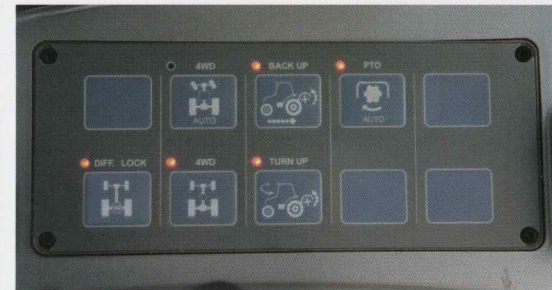 4WD BACK UP PTO
AUTO AUTO
DIFF. LOCK 4WD TURN UP